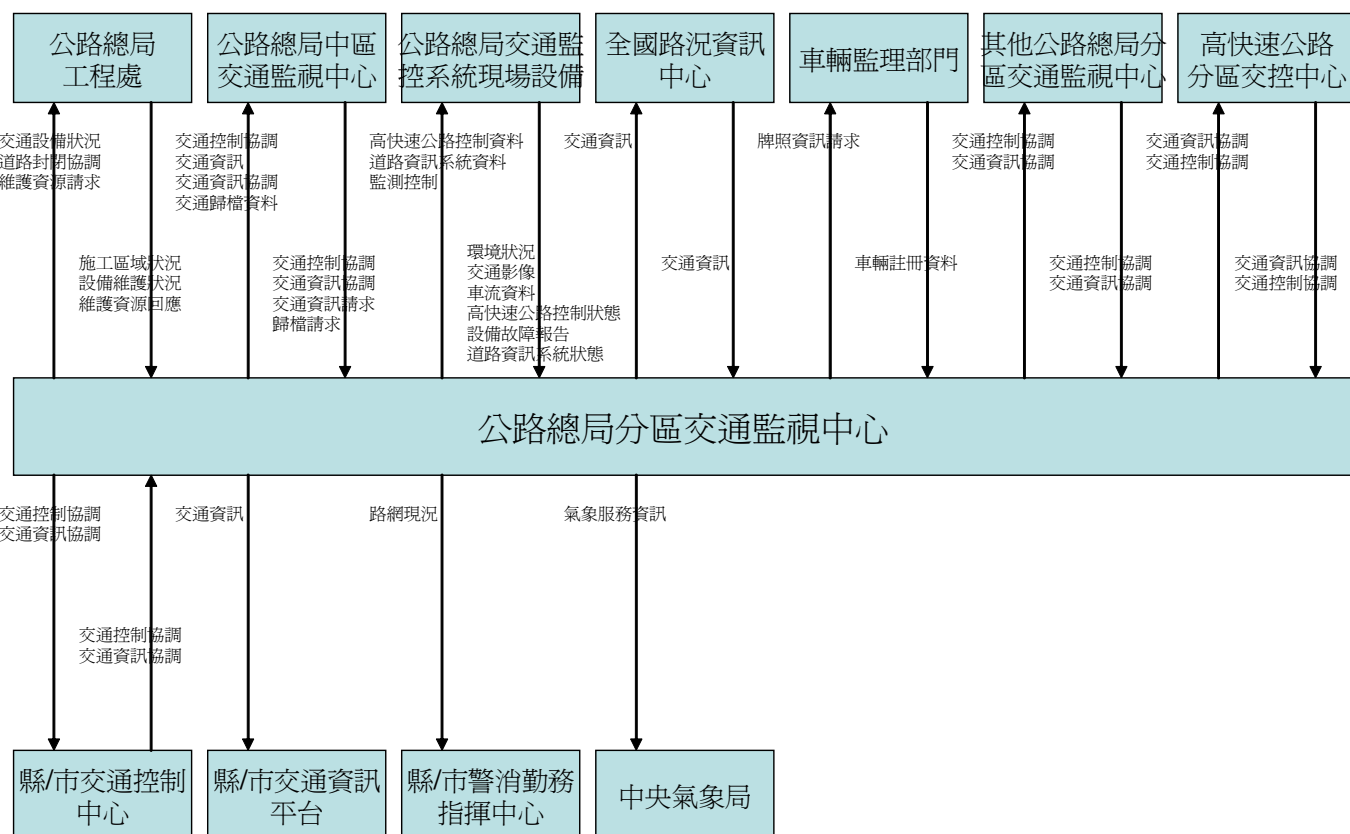 公路總局
工程處
公路總局中區
交通監視中心
公路總局交通監
控系統現場設備
全國路況資訊
中心
車輛監理部門
其他公路總局分
區交通監視中心
高快速公路
分區交控中心
交通設備狀況
道路封閉協調
維護資源請求
交通控制協調
交通資訊
交通資訊協調
交通歸檔資料
高快速公路控制資料
道路資訊系統資料
監測控制
交通資訊
牌照資訊請求
交通控制協調
交通資訊協調
交通資訊協調
交通控制協調
施工區域狀況
設備維護狀況
維護資源回應
交通控制協調
交通資訊協調
交通資訊請求
歸檔請求
環境狀況
交通影像
車流資料
高快速公路控制狀態
設備故障報告
道路資訊系統狀態
交通資訊
車輛註冊資料
交通控制協調
交通資訊協調
交通資訊協調
交通控制協調
公路總局分區交通監視中心
交通控制協調
交通資訊協調
交通資訊
路網現況
氣象服務資訊
交通控制協調
交通資訊協調
縣/市交通控制
中心
縣/市交通資訊
平台
縣/市警消勤務
指揮中心
中央氣象局